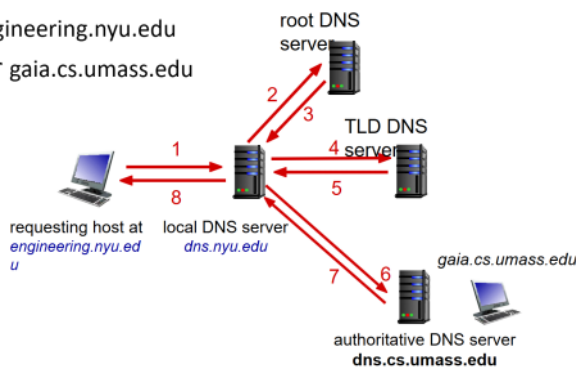 gineering.nyu.edu
gaia.cs.umass.edu
root DNS
server
2
3
TLD DNS
server
1
4
8
5
requesting host at
engineering.nyu.ed
u
local DNS server
dns.nyu.edu
7
6
gaia.cs.umass.edu
authoritative DNS server
dns.cs.umass.edu